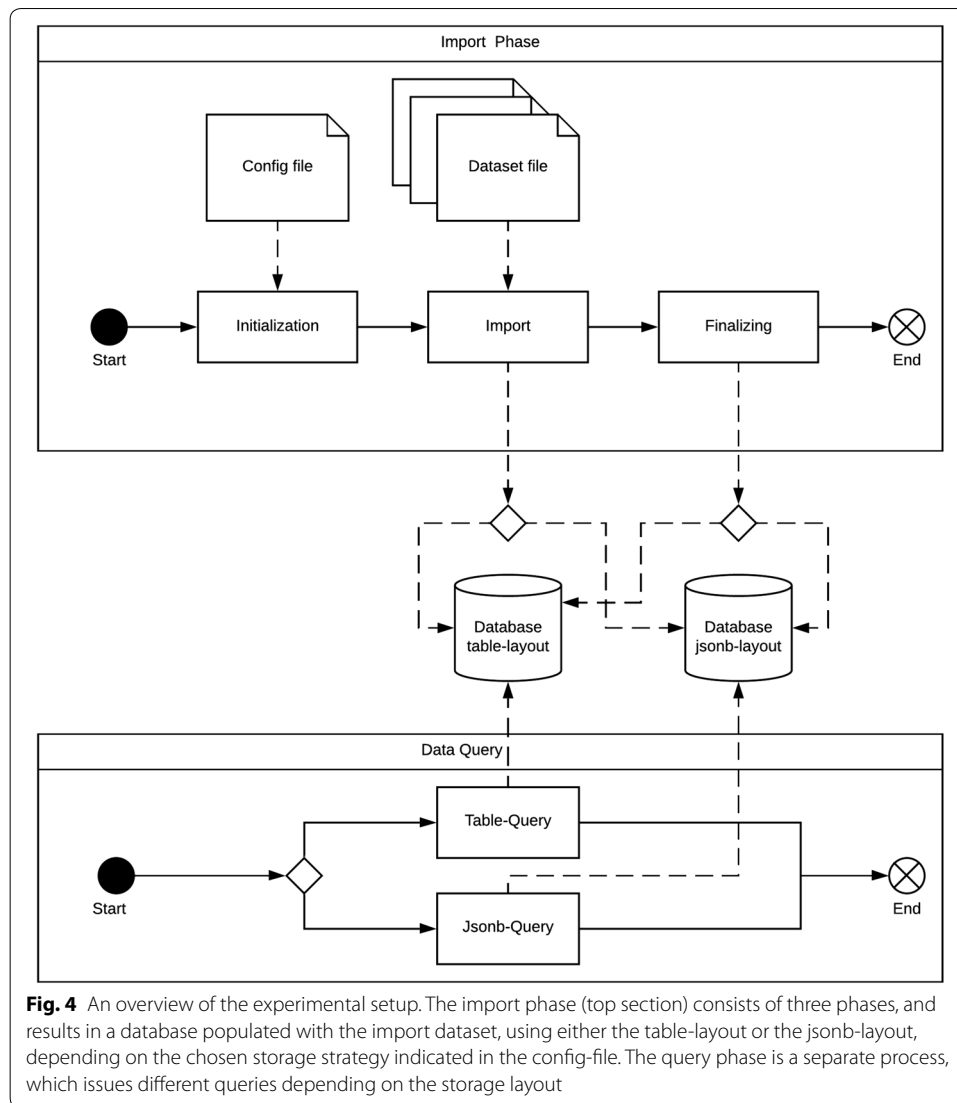 Import Phase
Config file
Dataset file
Initialization
Import
Finalizing
Start
End
Database
table-layout
Database
jsonb-layout
Data Query
Table-Query
Start
End
Jsonb-Query
Fig. 4 An overview of the experimental setup. The import phase (top section) consists of three phases, and
results in a database populated with the import dataset, using either the table-layout or the jsonb-layout,
depending on the chosen storage strategy indicated in the config-file. The query phase is a separate process,
which issues different queries depending on the storage layout